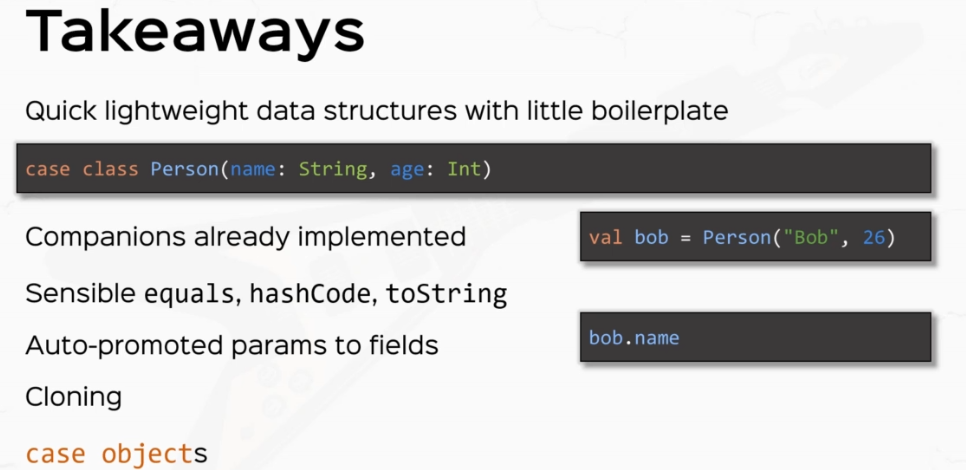 Takeaways
Quick lightweight data structures with little boilerplate
case class Person(name: String, age: Int)
Companions already implemented
val bob = Person("Bob", 26)
Sensible equals, hashCode, toString
Auto-promoted params to fields
bob.name
Cloning
case objects